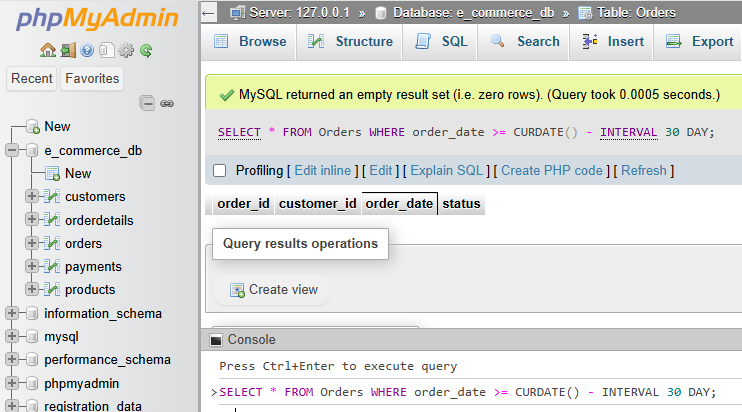 phpMyAdmin
Recent Favorites
New
e_commerce_db
New
customers
orderdetails
orders
payments
products
information_schema
mysql
performance_schema
phpmyadmin
registration_data
Server: 127.0.0.1 » Database: e_commerce_db » Table: Orders
Browse Structure SQL Search Insert Export
MySQL returned an empty result set (i.e. zero rows). (Query took 0.0005 seconds.)
SELECT * FROM Orders WHERE order_date >= CURDATE() - INTERVAL 30 DAY;
Profiling [ Edit inline ] [ Edit ] [ Explain SQL ] [ Create PHP code ] [ Refresh ]
order_id customer_id order_date status
Query results operations
Create view
Console
Press Ctrl+Enter to execute query
>SELECT * FROM Orders WHERE order_date >= CURDATE() - INTERVAL 30 DAY;